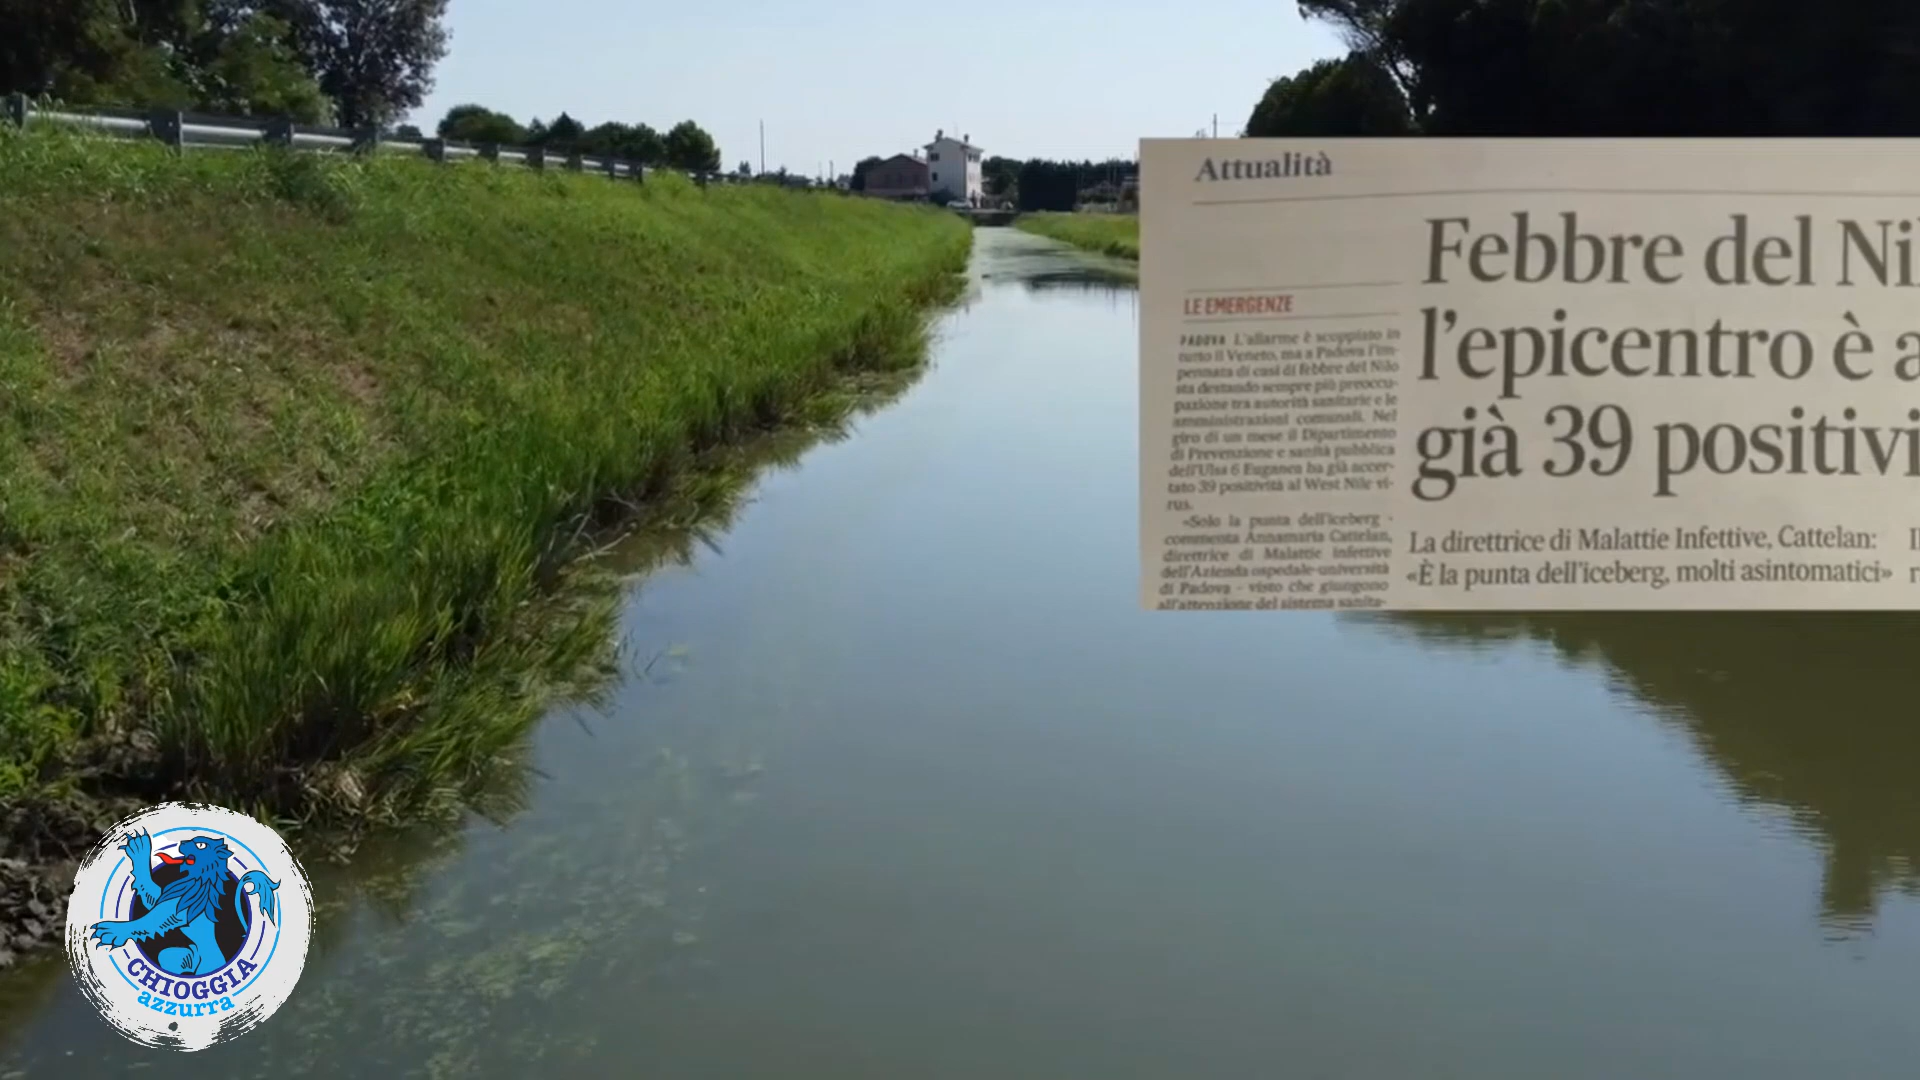 Attualità
Febbre del Ni
l'epicentro è a
già 39 positivi
LE EMERGENZE
PADOVA L'allarme è scoppiato in
tutto il Veneto, ma a Padova l'im-
pennata di casi di febbre del Nilo
sta destando sempre più preoccu-
pazione tra autorità sanitarie e le
amministrazioni comunali. Nel
giro di un mese il Dipartimento
di Prevenzione e sanità pubblica
dell'Ulss 6 Euganea ha già accer-
tato 39 positività al West Nile vi-
rus.
«Solo la punta dell'iceberg -
commenta Annamaria Cattelan,
direttrice di Malattie Infettive
dell'Azienda ospedale-università
di Padova - visto che giungono
all'attenzione del sistema sanita-
La direttrice di Malattie Infettive, Cattelan:
«È la punta dell'iceberg, molti asintomatici»
CHIOGGIA
azzurra